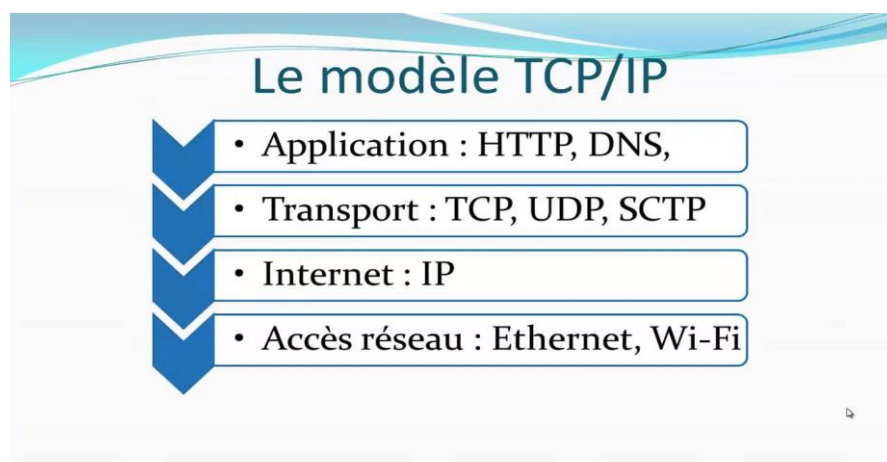 Le modèle TCP/IP
• Application : HTTP, DNS,
• Transport : TCP, UDP, SCTP
• Internet : IP
• Accès réseau : Ethernet, Wi-Fi